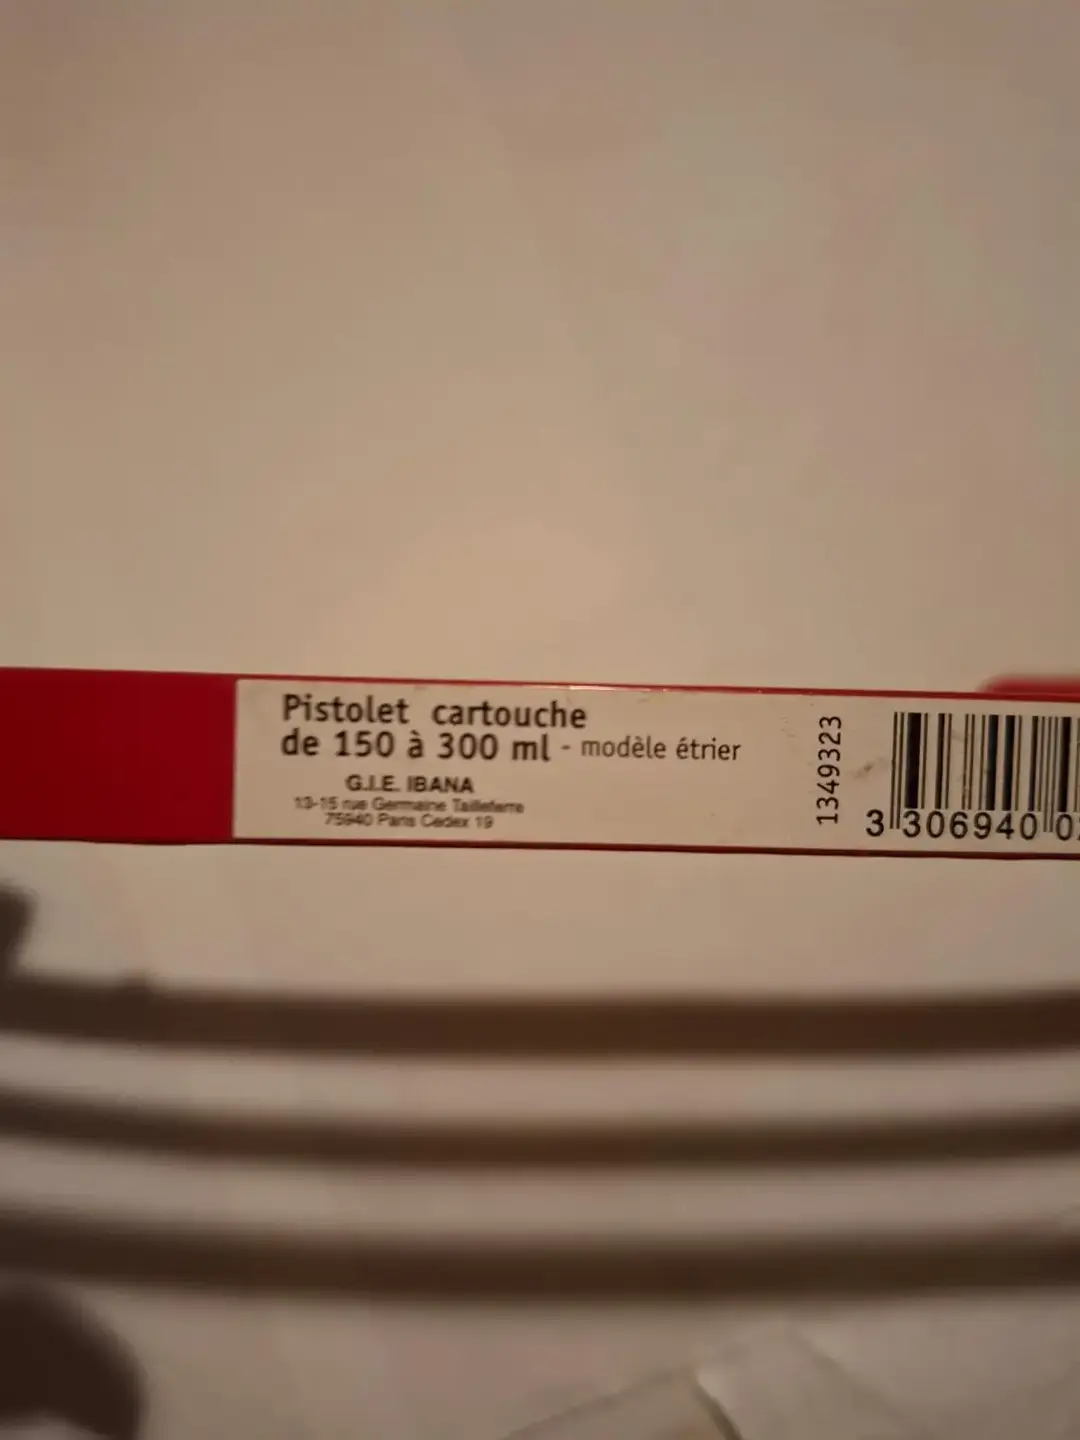 Pistolet cartouche
de 150 à 300 ml - modèle étrier
G.I.E. IBANA
13-15 rue Germaine Tailleferre
75940 Paris Cedex 19
1349323
3 306940 0